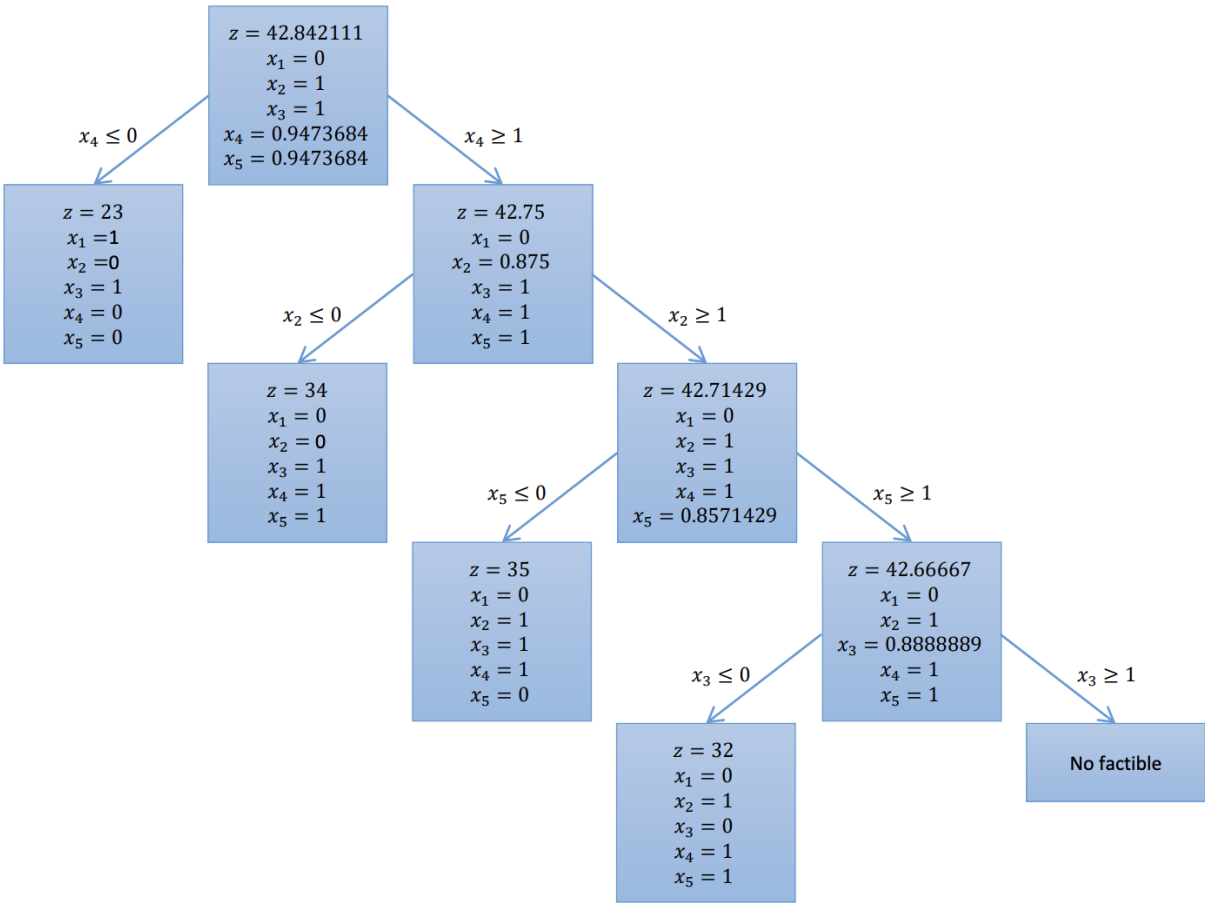 z = 42.842111
x₁ = 0
x₂ = 1
x₃ = 1
x₄ = 0.9473684
x₅ = 0.9473684
x₄ ≤ 0
x₄ ≥ 1
z = 23
x₁ =1
x₂ =0
x₃ = 1
x₄ = 0
x₅ = 0
z = 42.75
x₁ = 0
x₂ = 0.875
x₃ = 1
x₄ = 1
x₅ = 1
x₂ ≤ 0
x₂ ≥ 1
z = 34
x₁ = 0
x₂ = 0
x₃ = 1
x₄ = 1
x₅ = 1
z = 42.71429
x₁ = 0
x₂ = 1
x₃ = 1
x₄ = 1
x₅ = 0.8571429
x₅ ≤ 0
x₅ ≥ 1
z = 35
x₁ = 0
x₂ = 1
x₃ = 1
x₄ = 1
x₅ = 0
z = 42.66667
x₁ = 0
x₂ = 1
x₃ = 0.8888889
x₄ = 1
x₅ = 1
x₃ ≤ 0
x₃ ≥ 1
z = 32
x₁ = 0
x₂ = 1
x₃ = 0
x₄ = 1
x₅ = 1
No factible